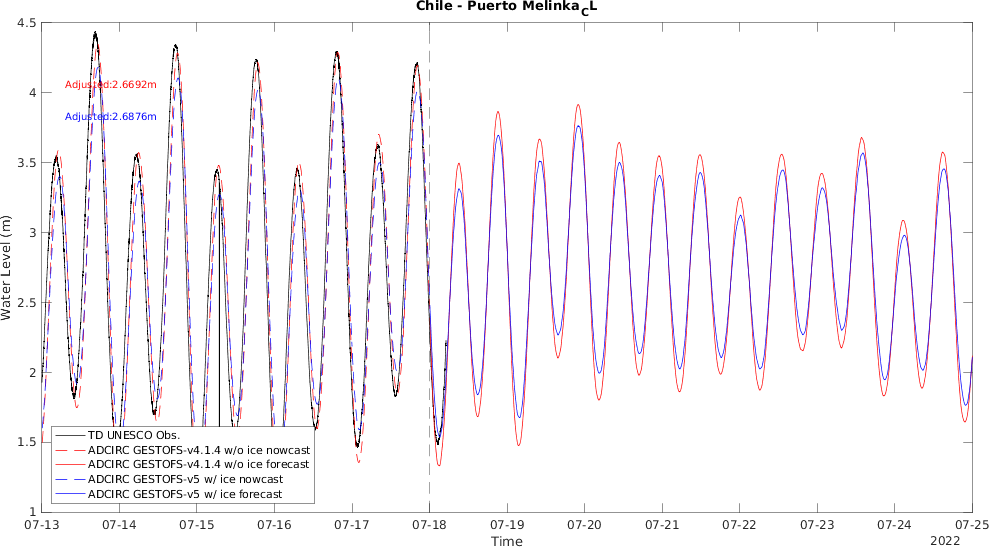 Chile - Puerto Melinka_CL
4.5
4
3.5
3
2.5
2
1.5
1
Water Level (m)
Adjusted:2.6692m
Adjusted:2.6876m
TD UNESCO Obs.
ADCIRC GESTOFS-v4.1.4 w/o ice nowcast
ADCIRC GESTOFS-v4.1.4 w/o ice forecast
ADCIRC GESTOFS-v5 w/ ice nowcast
ADCIRC GESTOFS-v5 w/ ice forecast
07-13 07-14 07-15 07-16 07-17 07-18 07-19 07-20 07-21 07-22 07-23 07-24 07-25
Time
2022